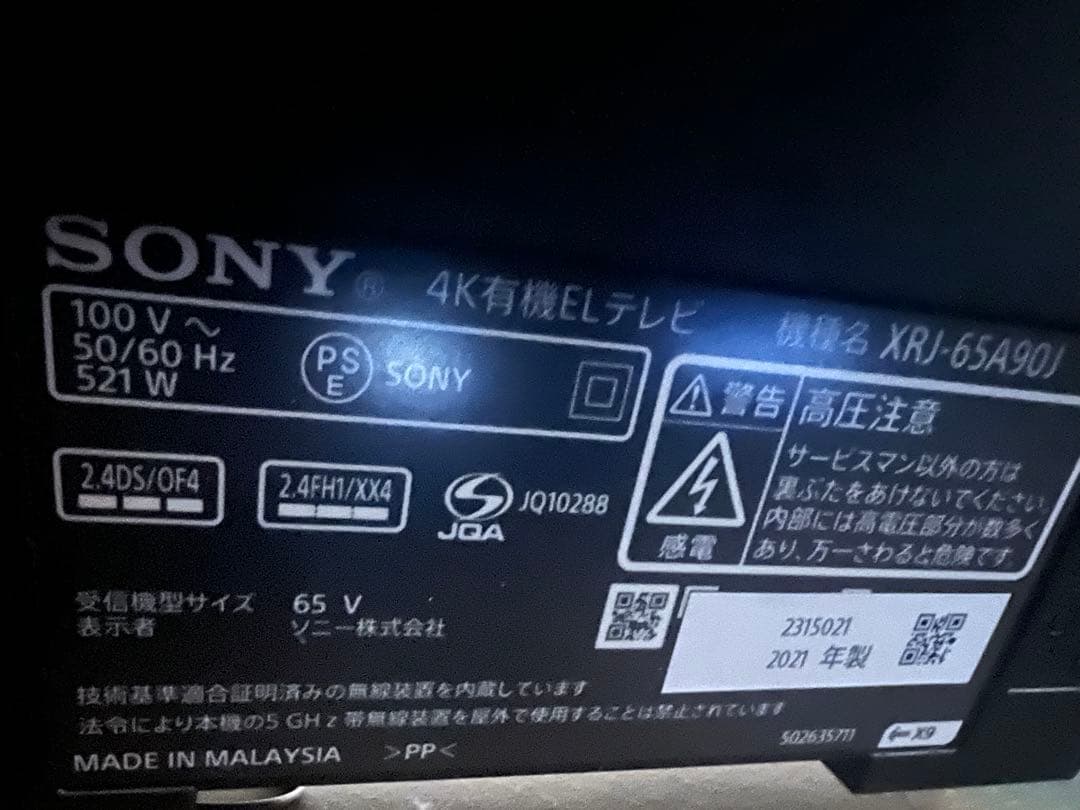 SONY® 4K有機ELテレビ 機種名 XRJ-65A90J
100 V ～
50/60 Hz
521 W
PS
E
SONY
警告
高圧注意
サービスマン以外の方は
裏ぶたをあけないでください。
内部には高電圧部分が数多く
あり、万一さわると危険です。
感電
2.4DS/OF4
2.4FH1/XX4
JQA
JQ10288
受信機型サイズ 65 V
表示者 ソニー株式会社
2315021
2021 年製
技術基準適合証明済みの無線装置を内蔵しています
法令により本機の5 GHz 帯無線装置を屋外で使用することは禁止されています
MADE IN MALAYSIA >PP<
502635711
X9